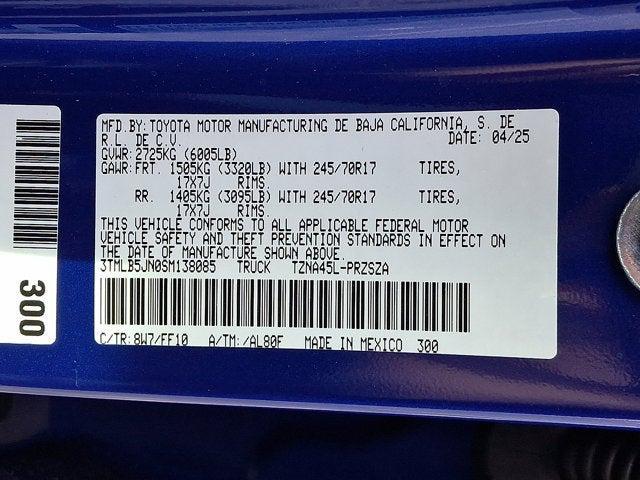 MFD.BY:TOYOTA MOTOR MANUFACTURING DE BAJA CALIFORNIA, S. DE
R.L. DE C.V. DATE: 04/25
GVWR: 2725KG (6005LB)
GAWR:FRT. 1505KG (3320LB) WITH 245/70R17 TIRES,
17X7J RIMS.
RR. 1405KG (3095LB) WITH 245/70R17 TIRES,
17X7J RIMS.
THIS VEHICLE CONFORMS TO ALL APPLICABLE FEDERAL MOTOR
VEHICLE SAFETY AND THEFT PREVENTION STANDARDS IN EFFECT ON
THE DATE OF MANUFACTURE SHOWN ABOVE.
3TMLB5JN0SM138085 TRUCK TZNA45L-PRZSZA
C/TR:8W7/FF10 A/TM:/AL80F MADE IN MEXICO 300
300